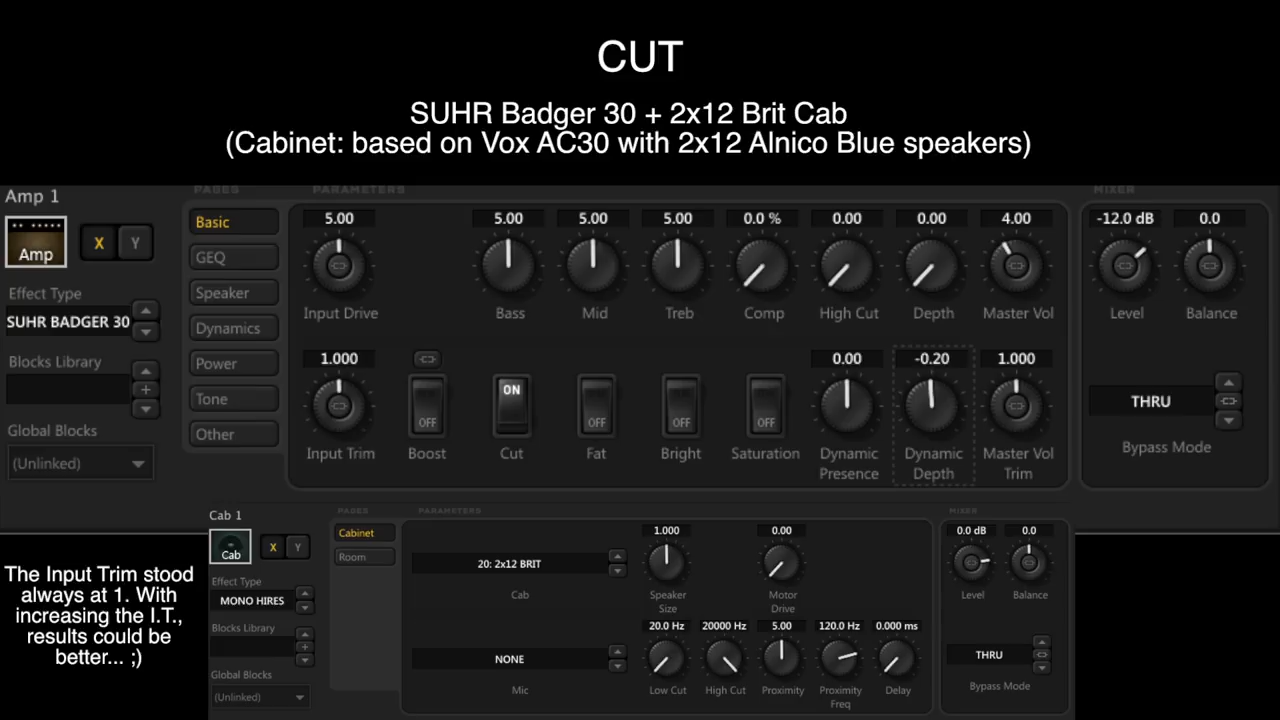 CUT
SUHR Badger 30 + 2x12 Brit Cab
(Cabinet: based on Vox AC30 with 2x12 Alnico Blue speakers)
Amp 1
PAGES
PARAMETERS
MIXER
Amp
X Y
Effect Type
SUHR BADGER 30
Blocks Library
Global Blocks
(Unlinked)
Basic
GEQ
Speaker
Dynamics
Power
Tone
Other
5.00 5.00 5.00 5.00 0.0 % 0.00 0.00 4.00
Input Drive Bass Mid Treb Comp High Cut Depth Master Vol
1.000 0.00 -0.20 1.000
OFF ON OFF OFF OFF
Input Trim Boost Cut Fat Bright Saturation Dynamic Presence Dynamic Depth Master Vol Trim
-12.0 dB 0.0
Level Balance
THRU
Bypass Mode
The Input Trim stood
always at 1. With
increasing the I.T.,
results could be
better... ;)
Cab 1
PAGES
PARAMETERS
MIXER
Cab
X Y
Effect Type
MONO HIRES
Blocks Library
Global Blocks
(Unlinked)
Cabinet
Room
20: 2x12 BRIT
Cab
1.000 0.00
Speaker Size Motor Drive
NONE
Mic
20.0 Hz 20000 Hz 5.00 120.0 Hz 0.000 ms
Low Cut High Cut Proximity Proximity Freq Delay
0.0 dB 0.0
Level Balance
THRU
Bypass Mode